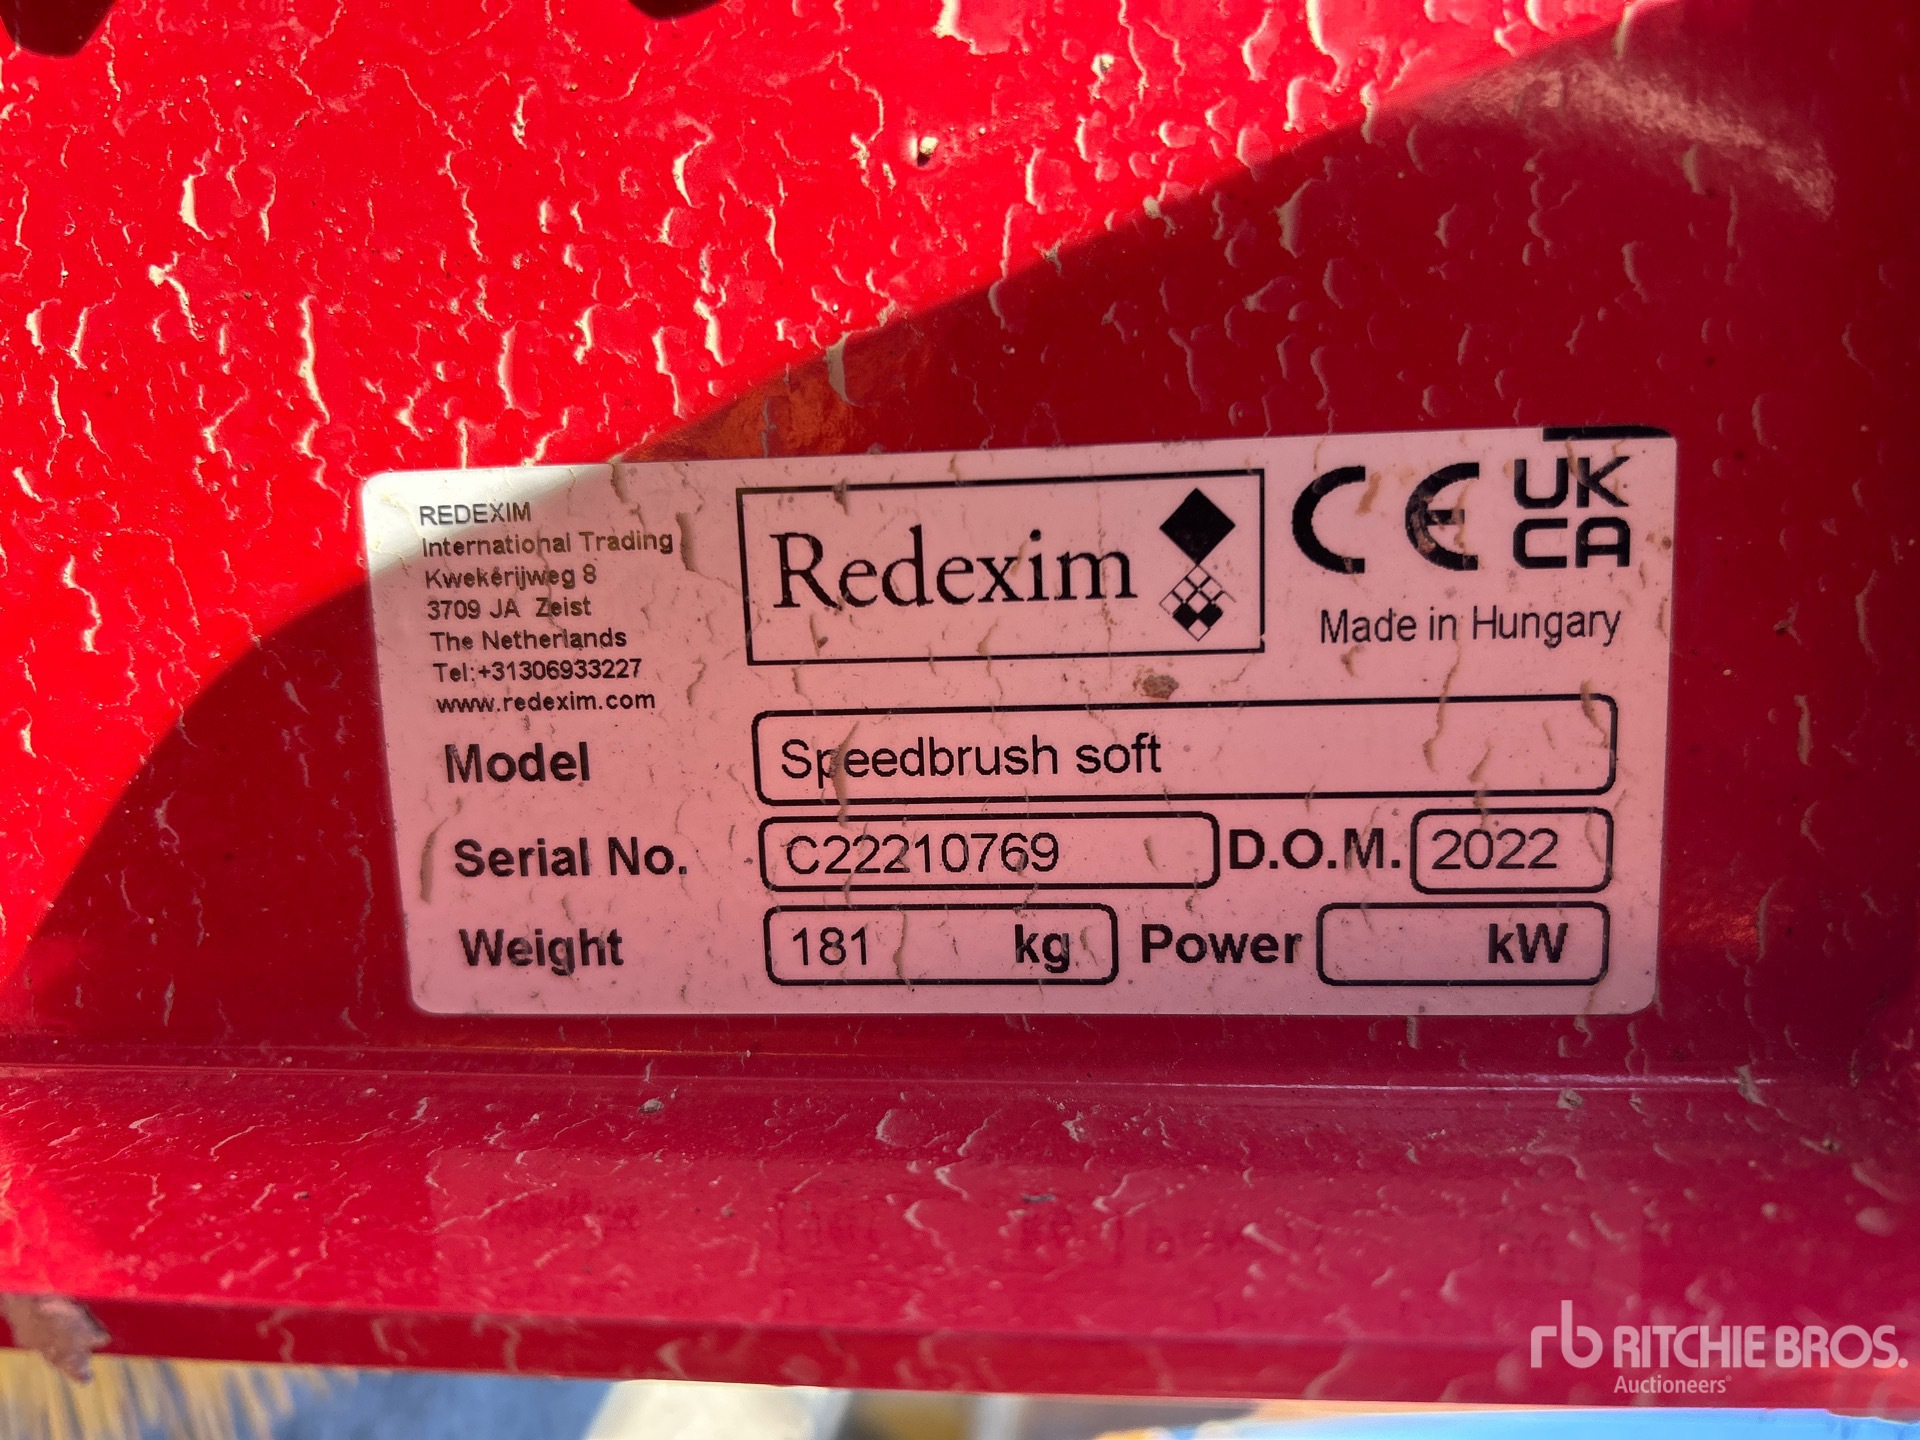 REDEXIM
International Trading
Kwekerijweg 8
3709 JA Zeist
The Netherlands
Tel:+31306933227
www.redexim.com
Redexim
CE
UK
CA
Made in Hungary
Model Speedbrush soft
Serial No. C22210769 D.O.M. 2022
Weight 181 kg Power kW
rb RITCHIE BROS.
Auctioneers